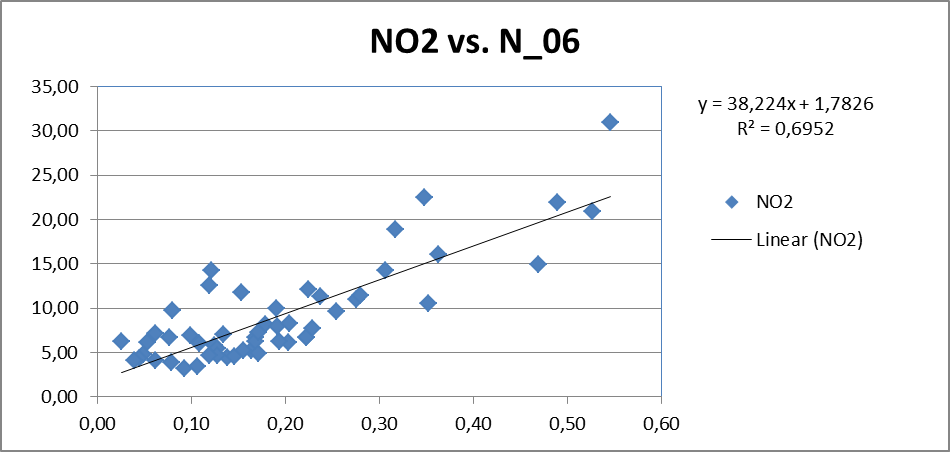 NO2 vs. N_06
35,00
30,00
25,00
20,00
15,00
10,00
5,00
0,00
0,00 0,10 0,20 0,30 0,40 0,50 0,60
y = 38,224x + 1,7826
R² = 0,6952
NO2
Linear (NO2)